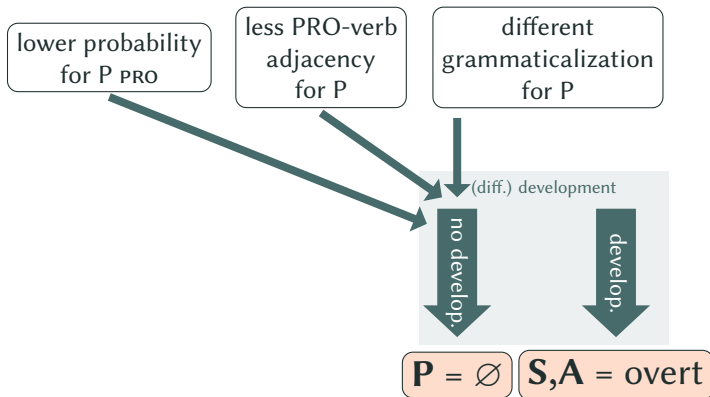 lower probability
for P PRO
less PRO-verb
adjacency
for P
different
grammaticalization
for P
(diff.) development
no develop.
develop.
P = ∅
S,A = overt